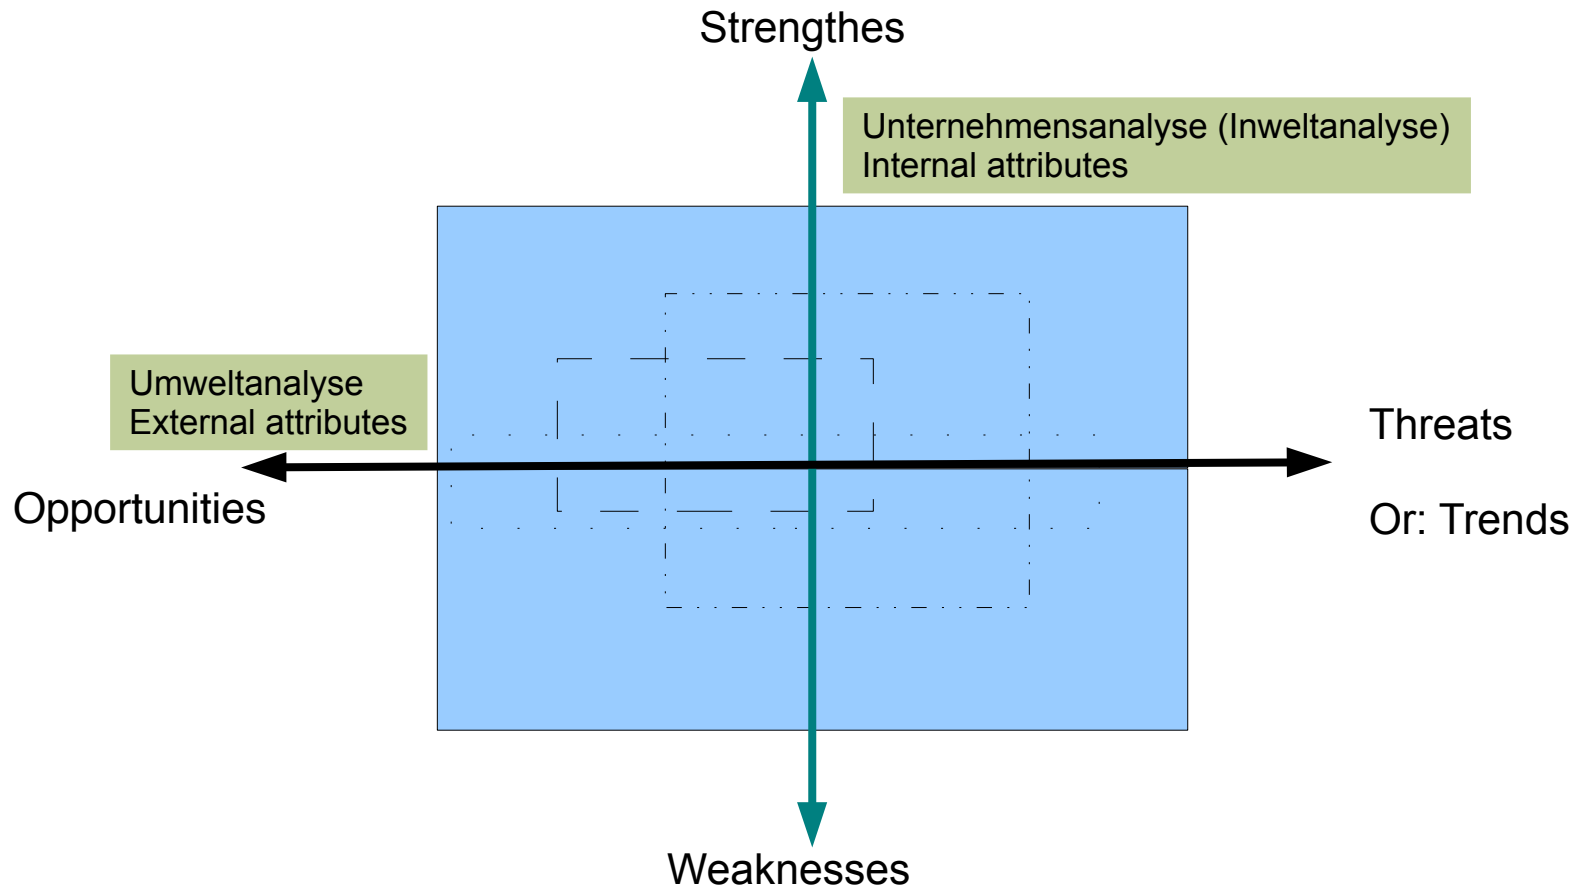 Strengthes
Unternehmensanalyse (Inweltanalyse)
Internal attributes
Umweltanalyse
External attributes
Threats
Opportunities
Or: Trends
Weaknesses